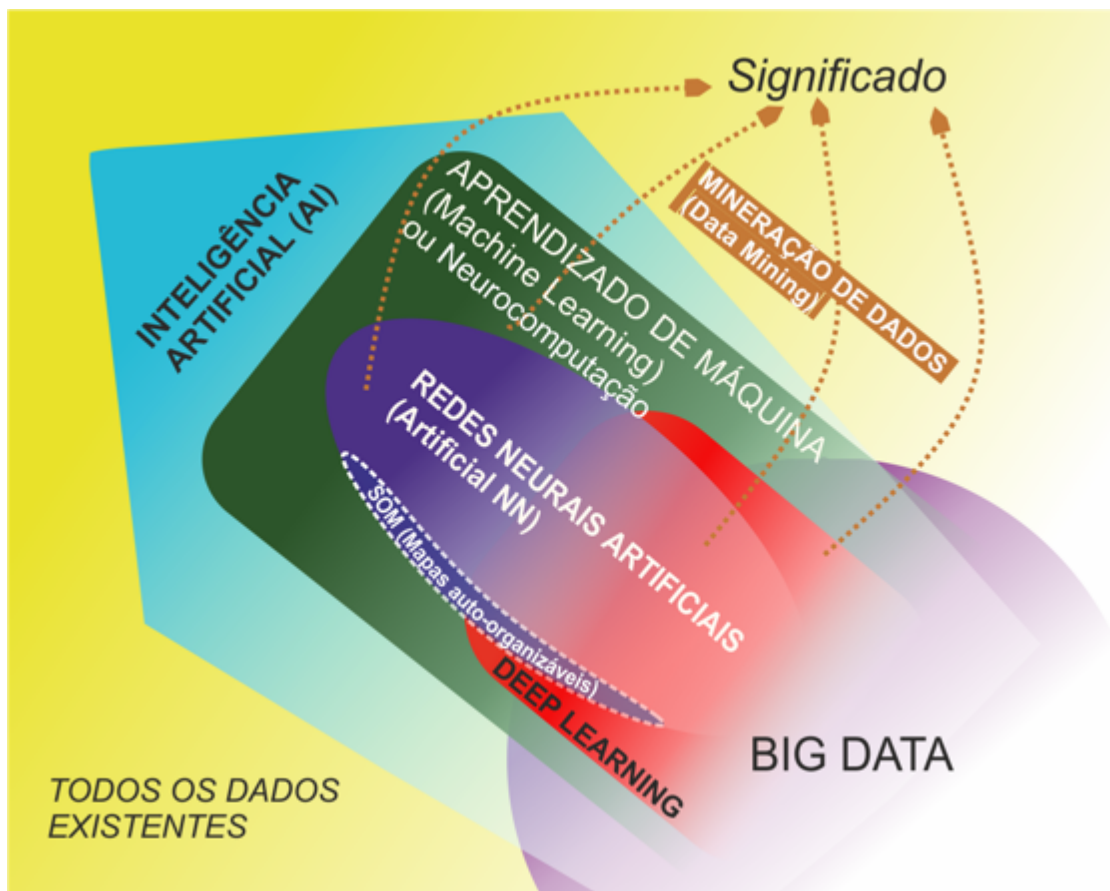 Significado
INTELIGÊNCIA
ARTIFICIAL (AI)
APRENDIZADO DE MÁQUINA
(Machine Learning)
ou Neurocomputação
MINERAÇÃO DE DADOS
(Data Mining)
REDES NEURAIS ARTIFICIAIS
(Artificial NN)
SOM (Mapas auto-organizáveis)
DEEP LEARNING
BIG DATA
TODOS OS DADOS
EXISTENTES